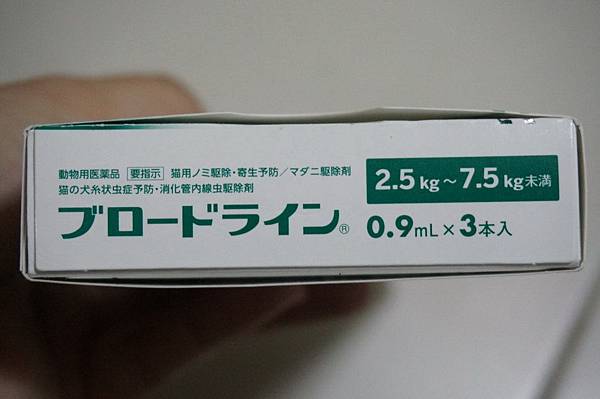 動物用医薬品 要指示 猫用ノミ駆除・寄生予防／マダニ駆除剤
猫の犬糸状虫症予防・消化管内線虫駆除剤
ブロードライン®
2.5kg～7.5kg未満
0.9mL×3本入